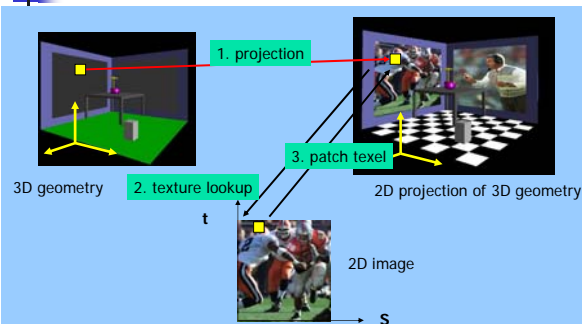 1. projection
3. patch texel
3D geometry
2. texture lookup
2D projection of 3D geometry
t
2D image
s